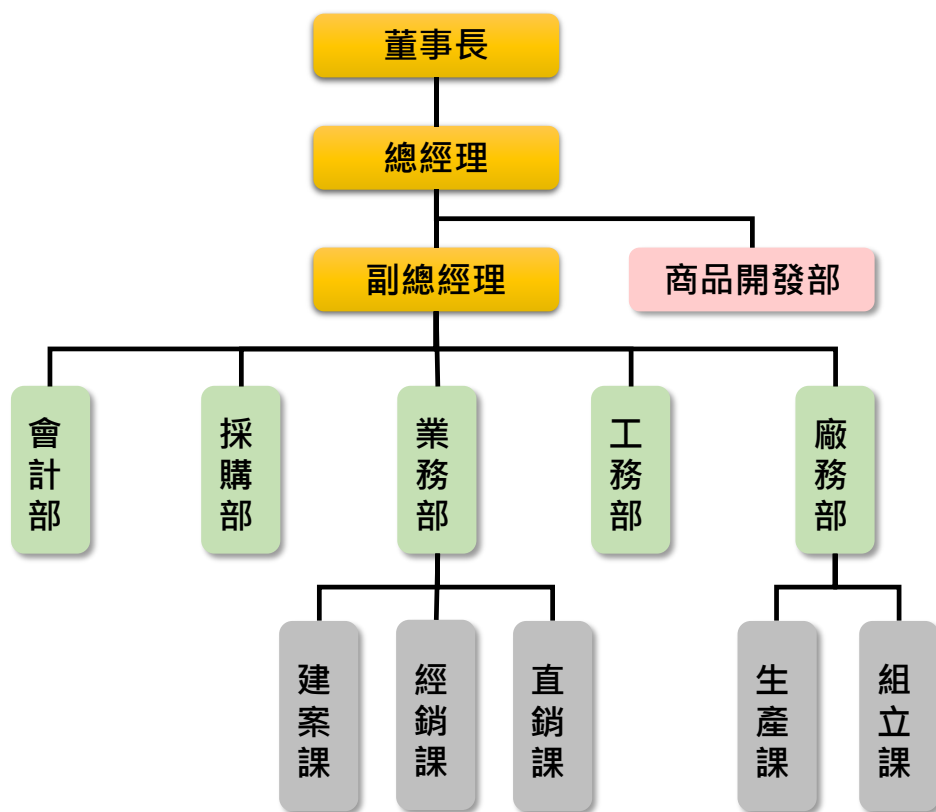 董事長
總經理
副總經理
商品開發部
會計部
採購部
業務部
工務部
廠務部
建案課
經銷課
直銷課
生產課
組立課